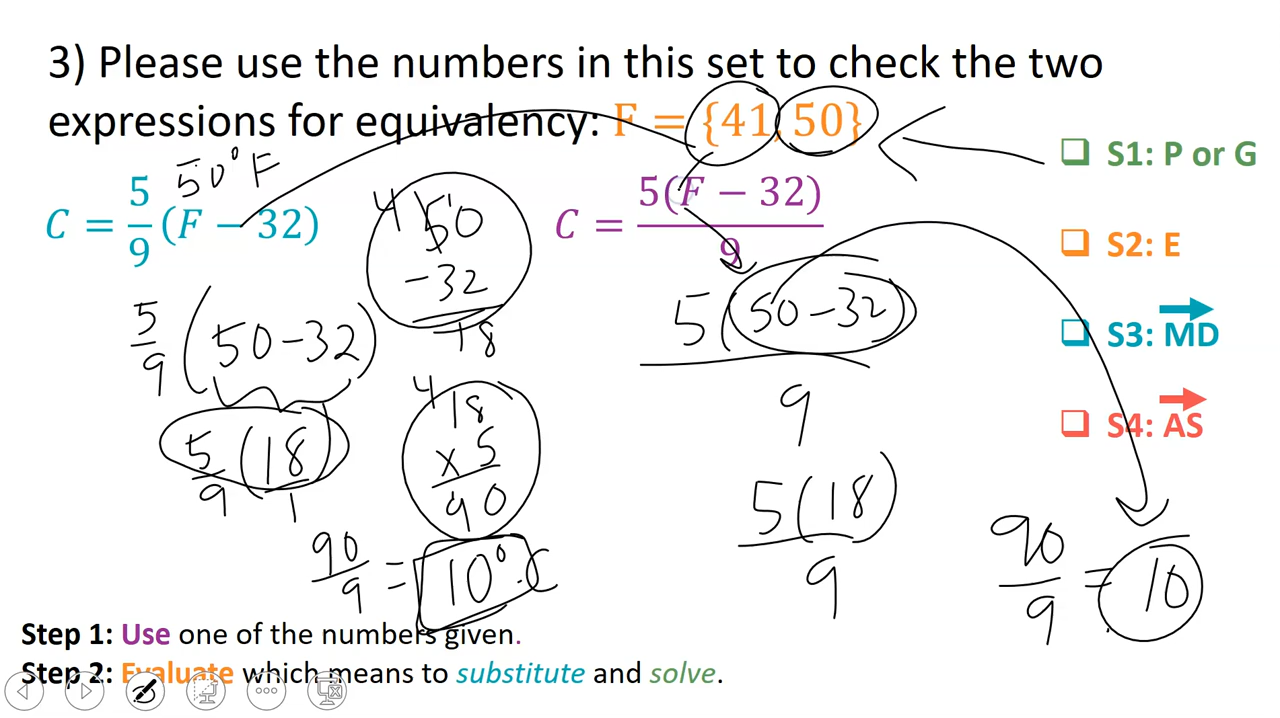 3) Please use the numbers in this set to check the two
expressions for equivalency: F = {41, 50}
50° F
C = 5/9 (F − 32)
C = 5(F − 32)/9
S1: P or G
S2: E
S3: MD
S4: AS
4 1
50
−32
18
5/9 (50−32)
5(50−32)/9
5/9 (18/1)
4
18
x 5
90
90/9 = 10° C
5(18)/9
90/9 = 10
Step 1: Use one of the numbers given.
Step 2: Evaluate which means to substitute and solve.